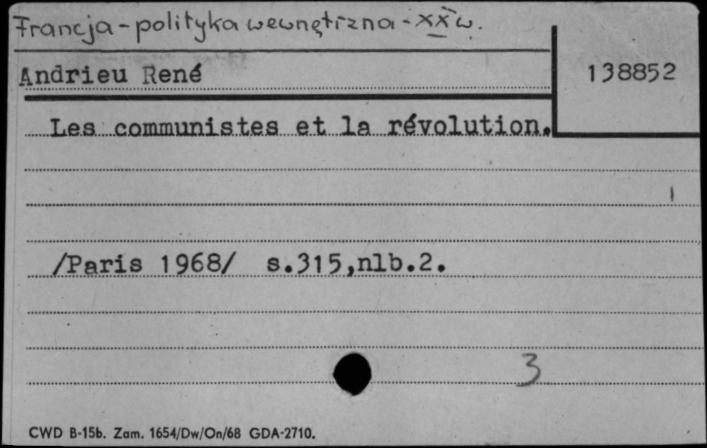 Francja - polityka wewnętrzna - XX w.
Andrieu René
138852
Les communistes et la révolution.
/Paris 1968/ s.315,nlb.2.
3
CWD B-15b. Zam. 1654/Dw/On/68 GDA-2710.